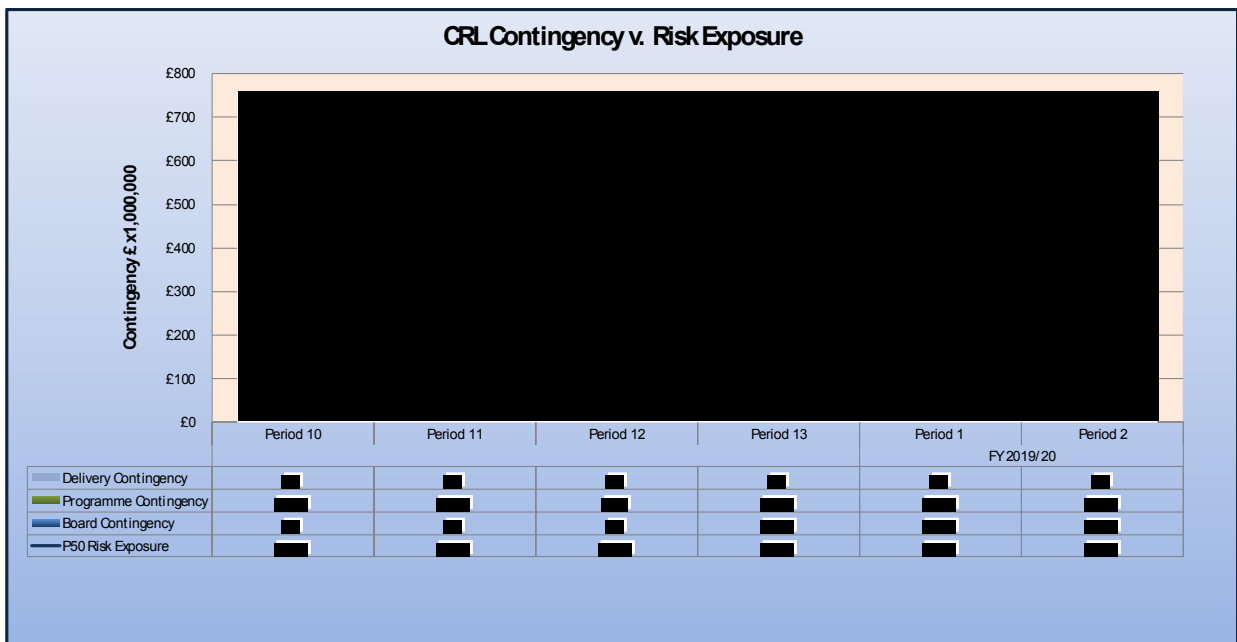 CRL Contingency v. Risk Exposure
£800
£700
£600
£500
£400
£300
£200
£100
£0
Contingency £ x1,000,000
Period 10 Period 11 Period 12 Period 13 Period 1 Period 2
FY 2019/20
Delivery Contingency
Programme Contingency
Board Contingency
P50 Risk Exposure